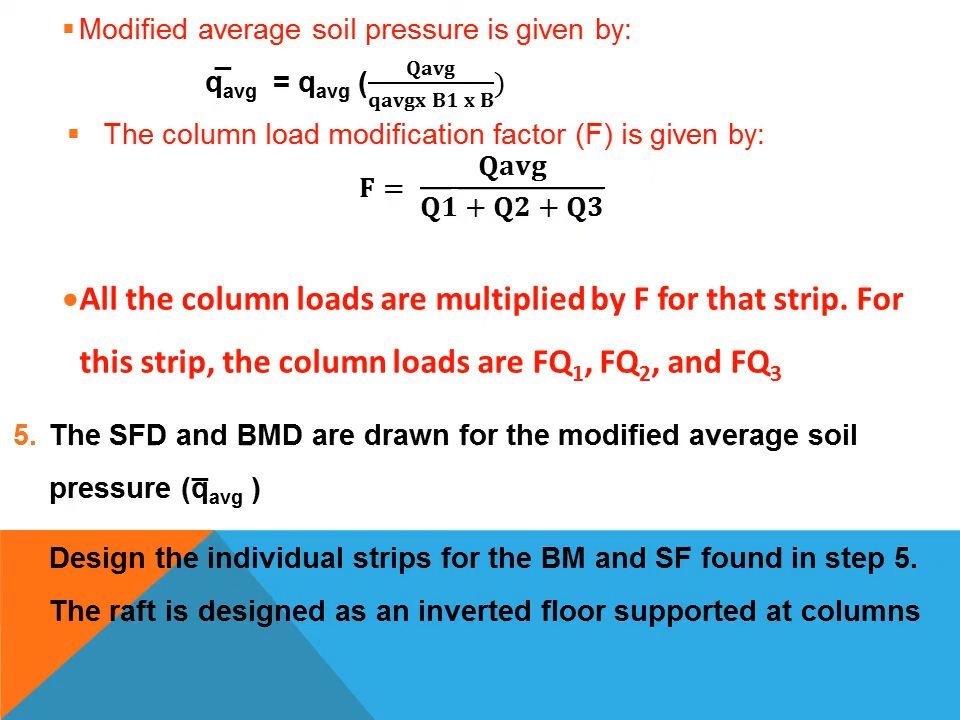 ▪ Modified average soil pressure is given by:
q̅avg = qavg (Qavg / qavgx B1 x B)
▪ The column load modification factor (F) is given by:
F = Qavg / Q1 + Q2 + Q3
•All the column loads are multiplied by F for that strip. For
this strip, the column loads are FQ1, FQ2, and FQ3
5. The SFD and BMD are drawn for the modified average soil
pressure (q̅avg )
Design the individual strips for the BM and SF found in step 5.
The raft is designed as an inverted floor supported at columns